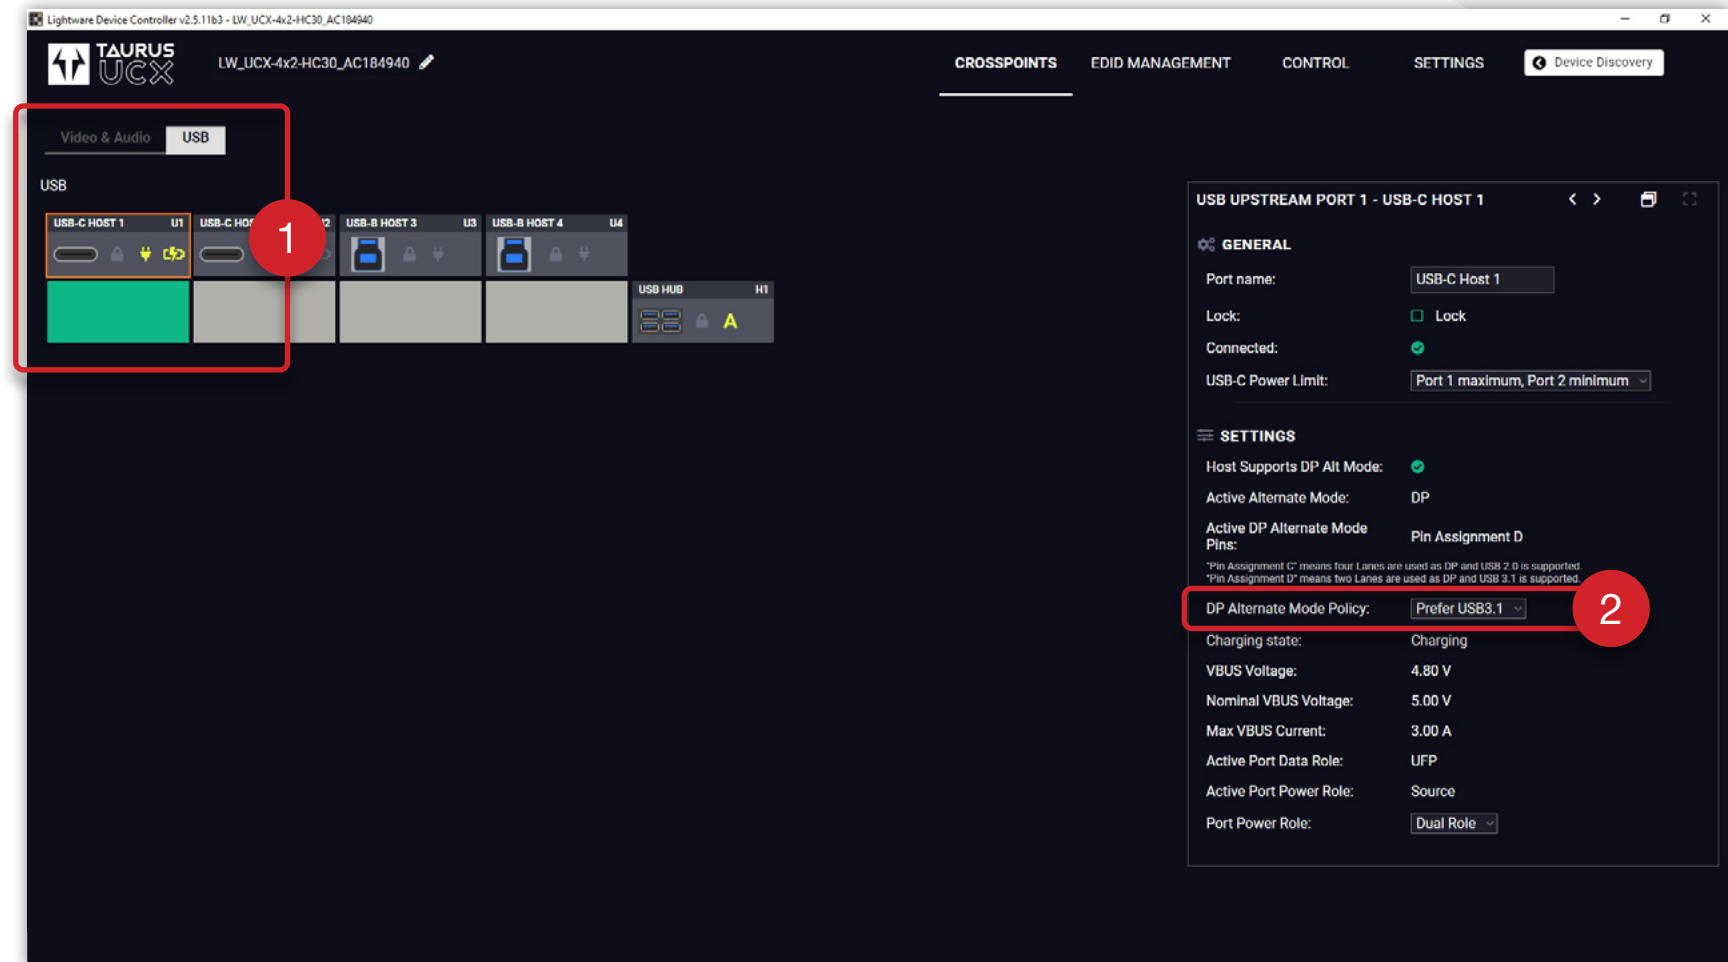 Lightware Device Controller v2.5.11b3 - LW_UCX-4x2-HC30_AC184940
TAURUS
UCX
LW_UCX-4x2-HC30_AC184940
CROSSPOINTS
EDID MANAGEMENT
CONTROL
SETTINGS
Device Discovery
Video & Audio
USB
USB
USB-C HOST 1 U1
USB-C HO
2
USB-B HOST 3 U3
USB-B HOST 4 U4
1
USB HUB H1
A
USB UPSTREAM PORT 1 - USB-C HOST 1
GENERAL
Port name: USB-C Host 1
Lock: Lock
Connected:
USB-C Power Limit: Port 1 maximum, Port 2 minimum
SETTINGS
Host Supports DP Alt Mode:
Active Alternate Mode: DP
Active DP Alternate Mode
Pins: Pin Assignment D
"Pin Assignment C" means four Lanes are used as DP and USB 2.0 is supported.
"Pin Assignment D" means two Lanes are used as DP and USB 3.1 is supported.
DP Alternate Mode Policy: Prefer USB3.1
2
Charging state: Charging
VBUS Voltage: 4.80 V
Nominal VBUS Voltage: 5.00 V
Max VBUS Current: 3.00 A
Active Port Data Role: UFP
Active Port Power Role: Source
Port Power Role: Dual Role